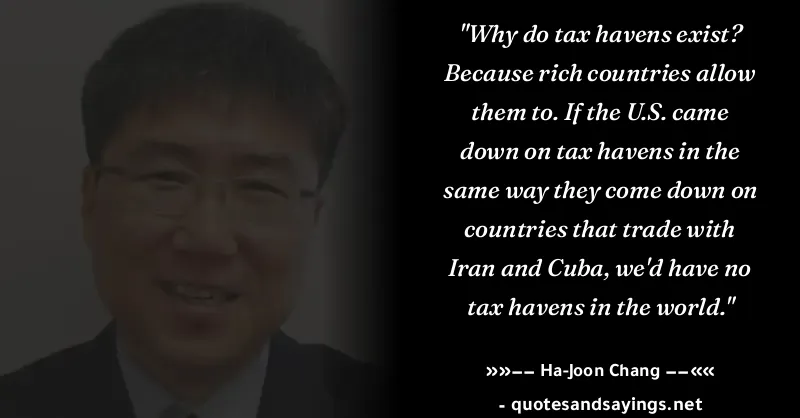 "Why do tax havens exist?
Because rich countries allow
them to. If the U.S. came
down on tax havens in the
same way they come down on
countries that trade with
Iran and Cuba, we'd have no
tax havens in the world."
»»–– Ha-Joon Chang ––««
- quotesandsayings.net